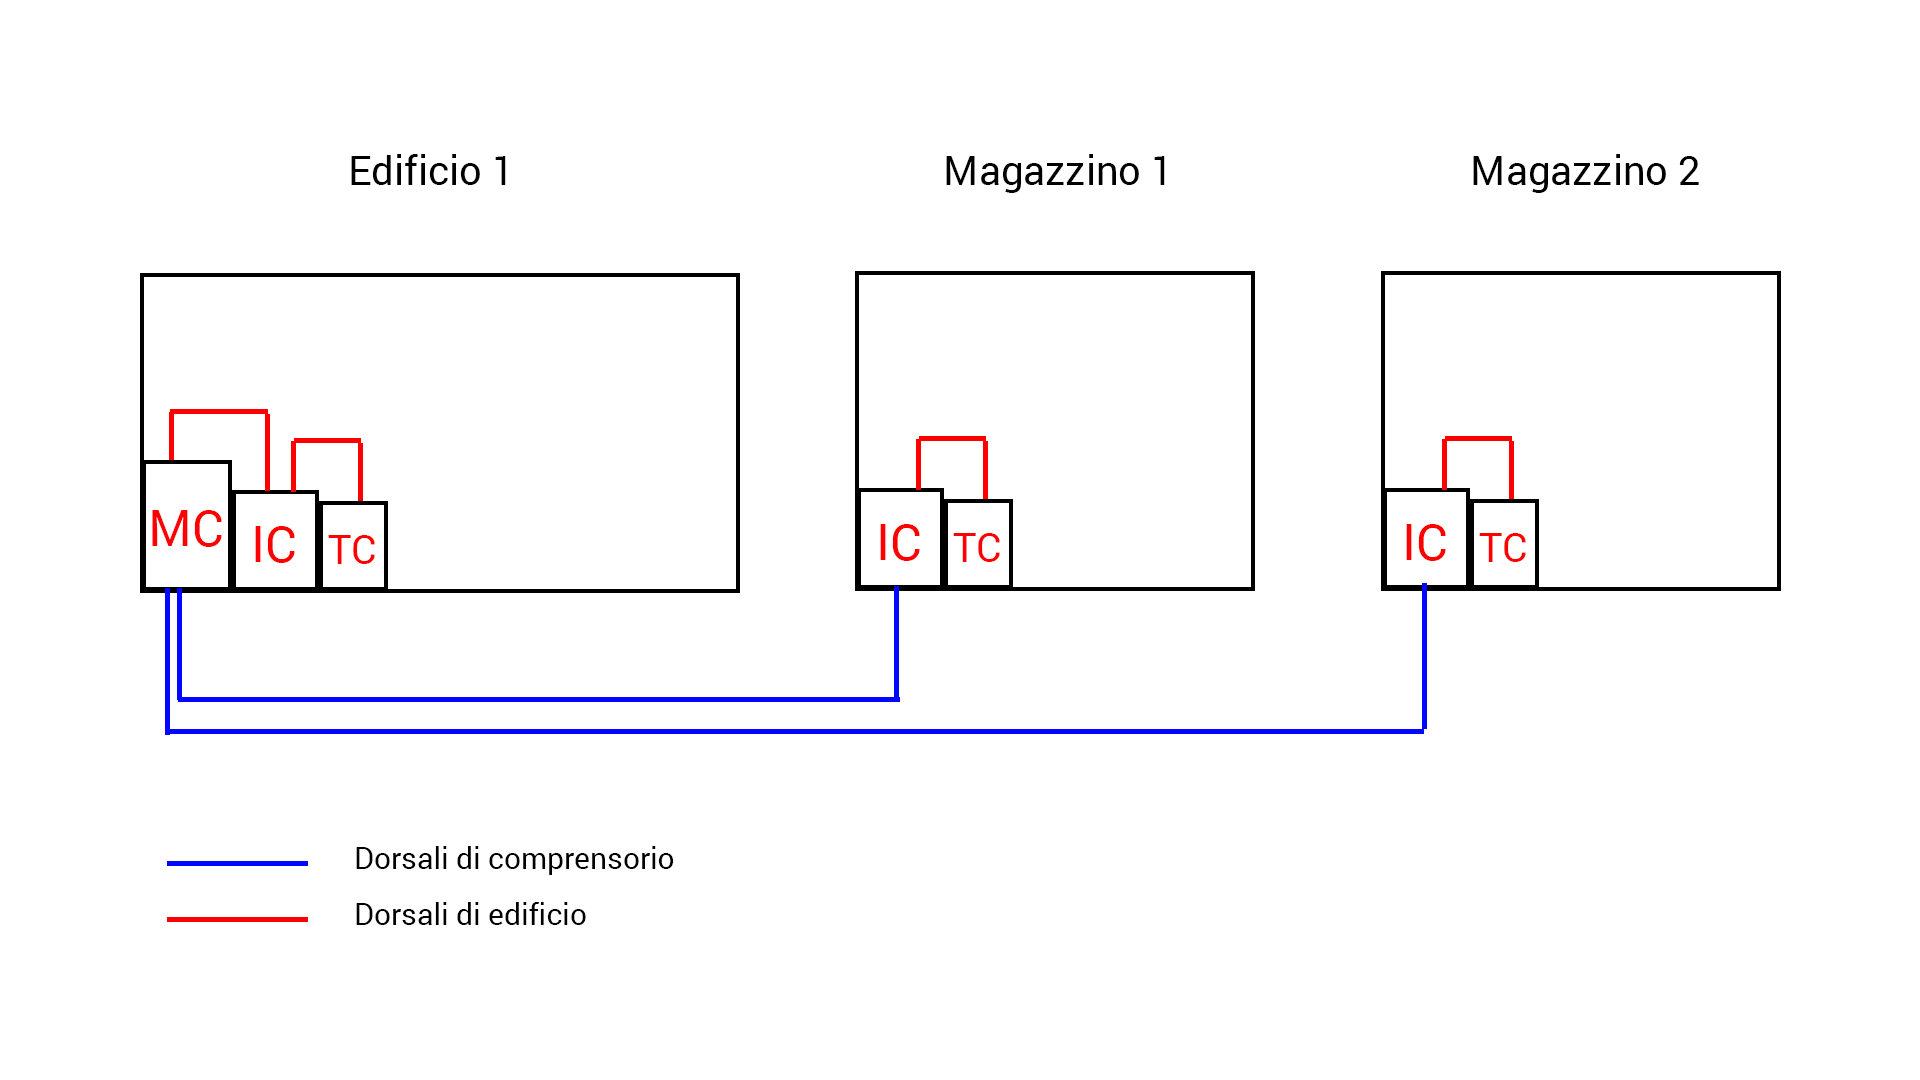 Edificio 1
Magazzino 1
Magazzino 2
MC
IC
TC
IC
TC
IC
TC
Dorsali di comprensorio
Dorsali di edificio